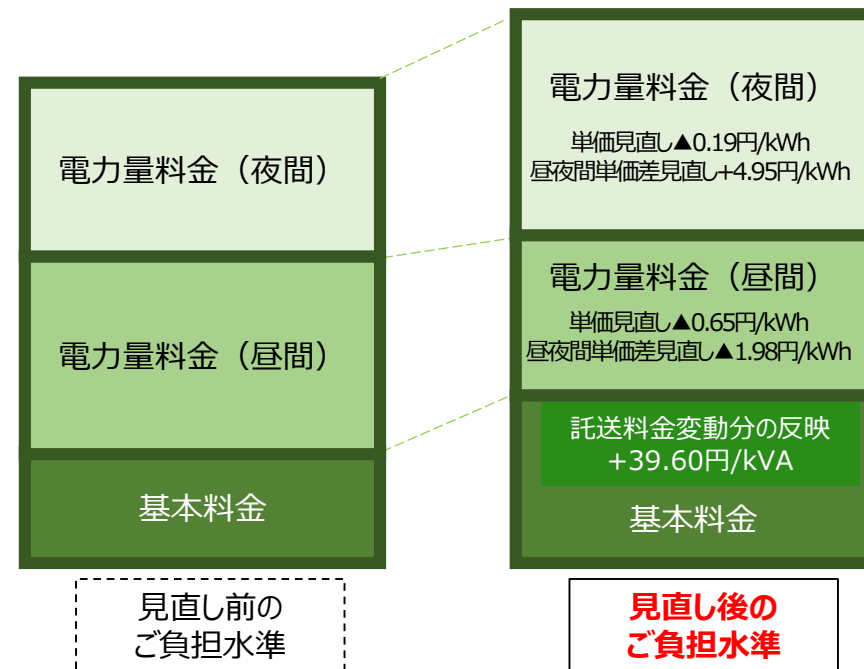 電力量料金（夜間）
電力量料金（昼間）
基本料金
見直し前の
ご負担水準
電力量料金（夜間）
単価見直し▲0.19円/kWh
昼夜間単価差見直し+4.95円/kWh
電力量料金（昼間）
単価見直し▲0.65円/kWh
昼夜間単価差見直し▲1.98円/kWh
託送料金変動分の反映
+39.60円/kVA
基本料金
見直し後の
ご負担水準